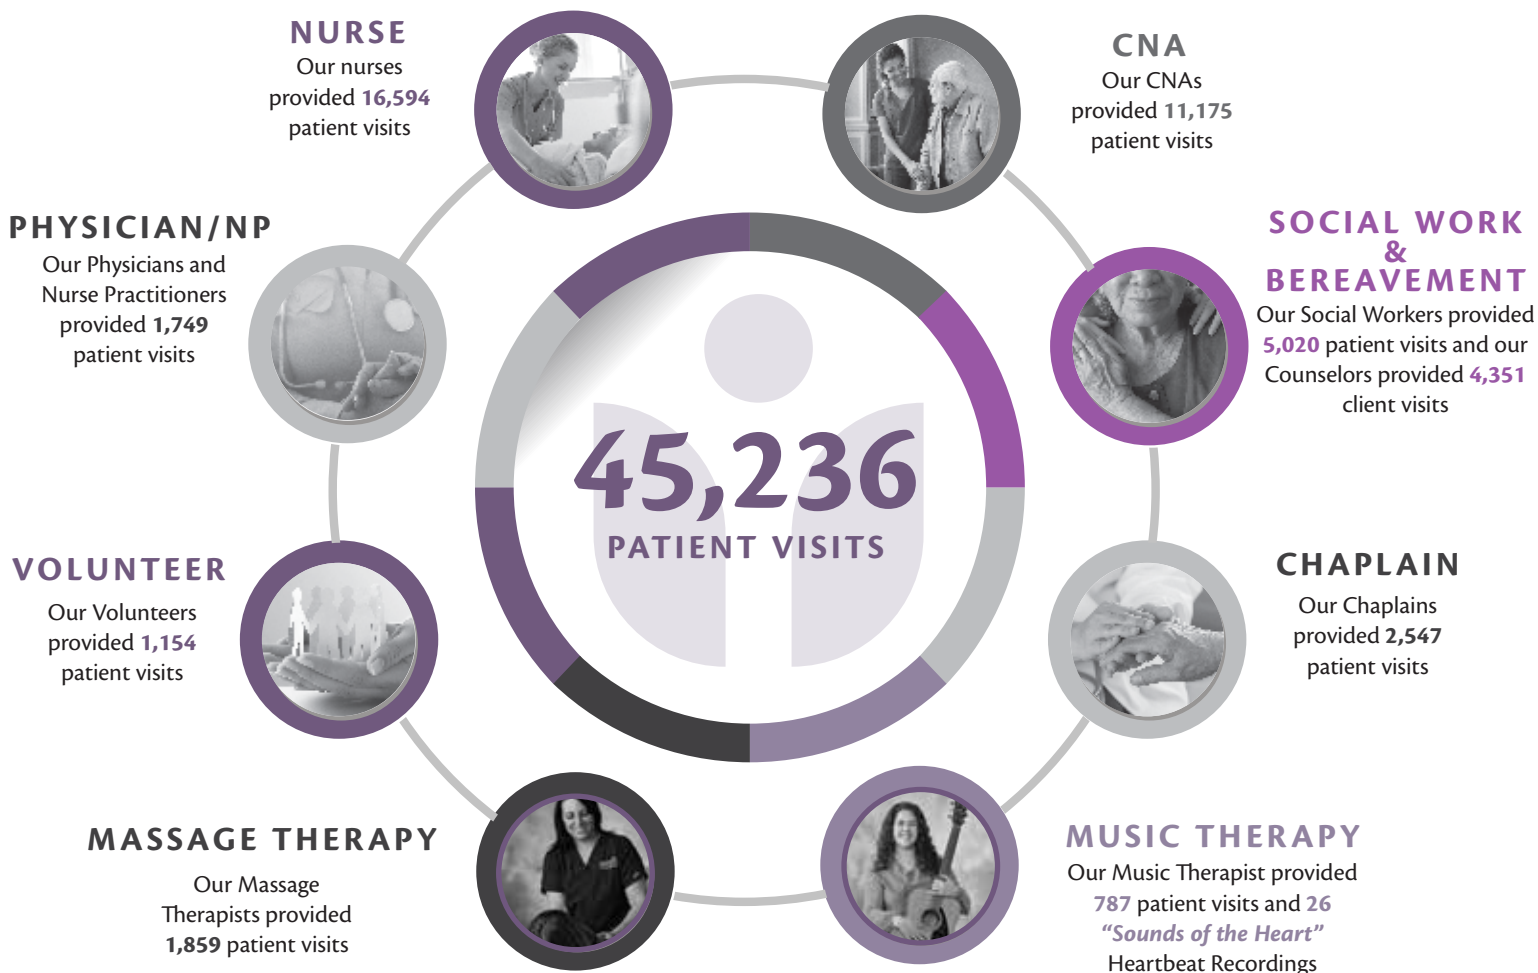 NURSE
Our nurses
provided 16,594
patient visits
CNA
Our CNAs
provided 11,175
patient visits
PHYSICIAN/NP
Our Physicians and
Nurse Practitioners
provided 1,749
patient visits
SOCIAL WORK
&
BEREAVEMENT
Our Social Workers provided
5,020 patient visits and our
Counselors provided 4,351
client visits
45,236
PATIENT VISITS
VOLUNTEER
Our Volunteers
provided 1,154
patient visits
CHAPLAIN
Our Chaplains
provided 2,547
patient visits
MASSAGE THERAPY
Our Massage
Therapists provided
1,859 patient visits
MUSIC THERAPY
Our Music Therapist provided
787 patient visits and 26
“Sounds of the Heart”
Heartbeat Recordings